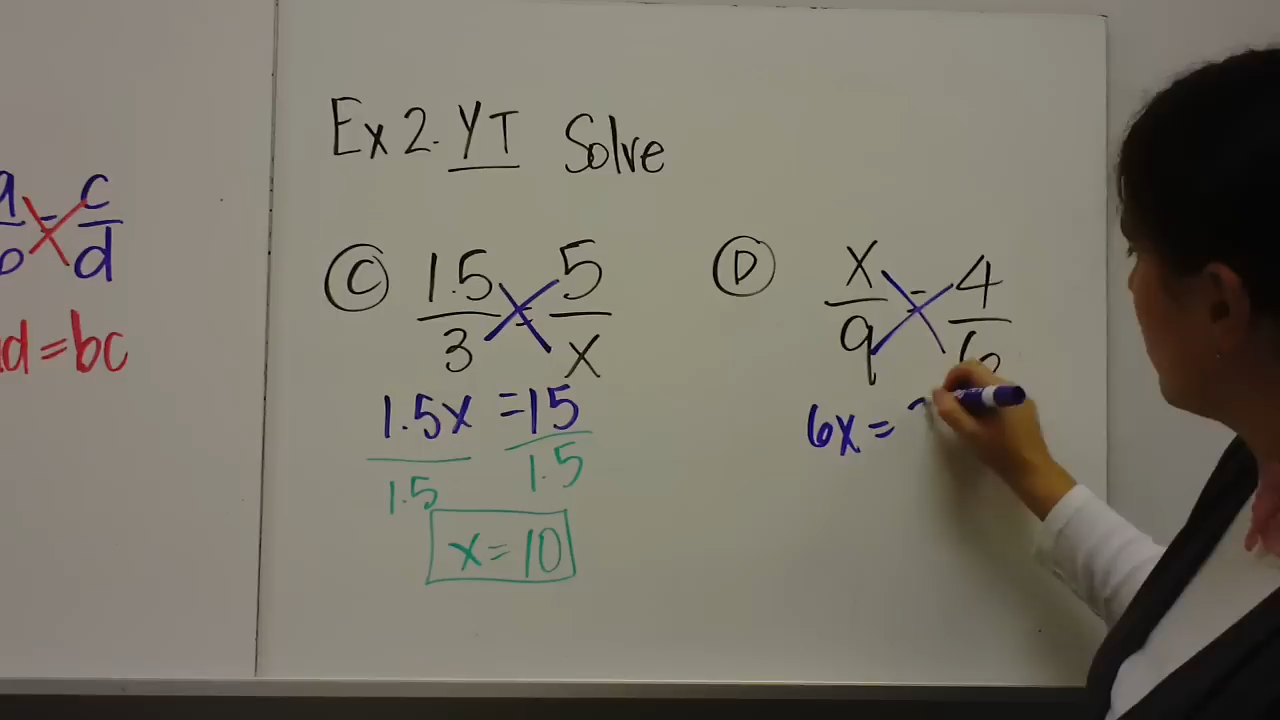 a/b = c/d
ad = bc
Ex 2. YT Solve
C 1.5/3 = 5/x
1.5x = 15
1.5 1.5
x = 10
D x/9 = 4/6
6x =